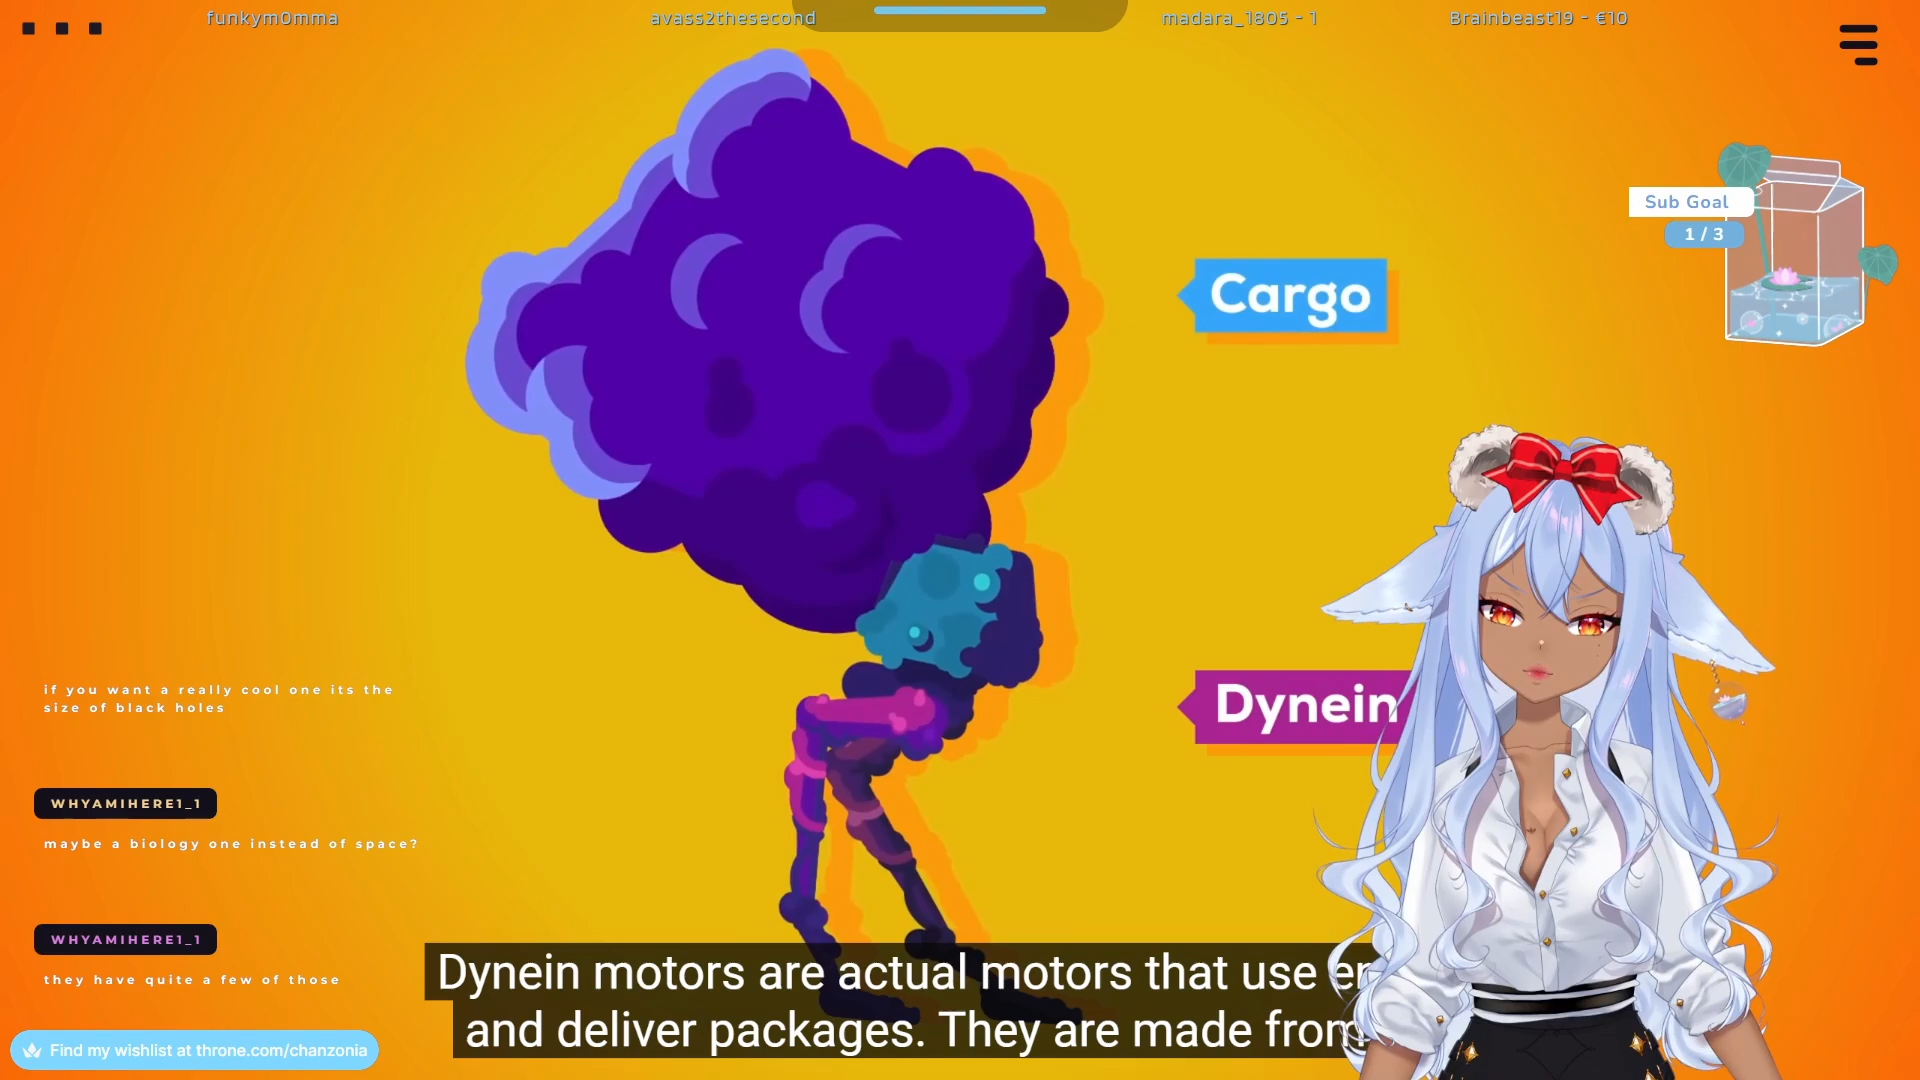 funkym0mma
avass2thesecond
madara_1805 - 1
Brainbeast19 - €10
Sub Goal
1 / 3
Cargo
Dynein
if you want a really cool one its the
size of black holes
WHYAMIHERE1_1
maybe a biology one instead of space?
WHYAMIHERE1_1
they have quite a few of those
Dynein motors are actual motors that use
and deliver packages. They are made from
Find my wishlist at throne.com/chanzonia